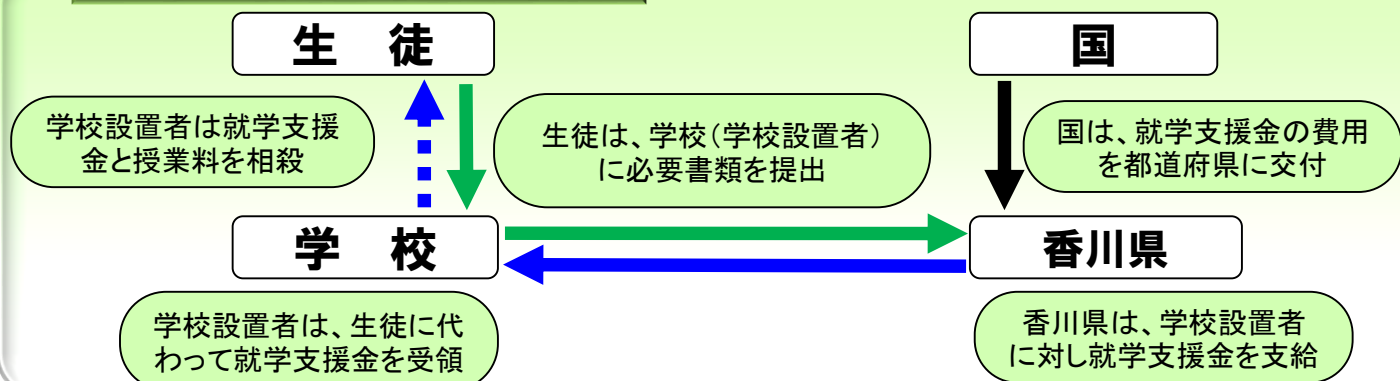 生　徒
国
学校設置者は就学支援
金と授業料を相殺
生徒は、学校（学校設置者）
に必要書類を提出
国は、就学支援金の費用
を都道府県に交付
学　校
香川県
学校設置者は、生徒に代
わって就学支援金を受領
香川県は、学校設置者
に対し就学支援金を支給